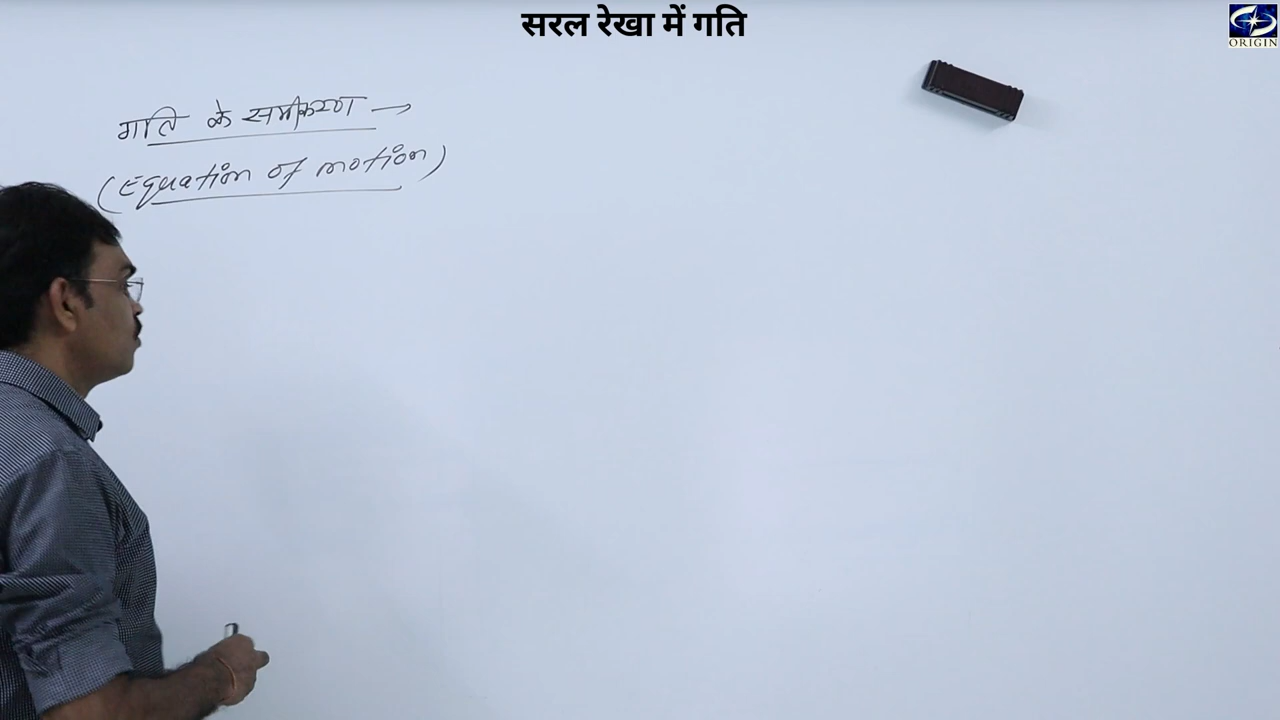 सरल रेखा में गति
ORIGIN
गति के समीकरण →
(Equation of motion)